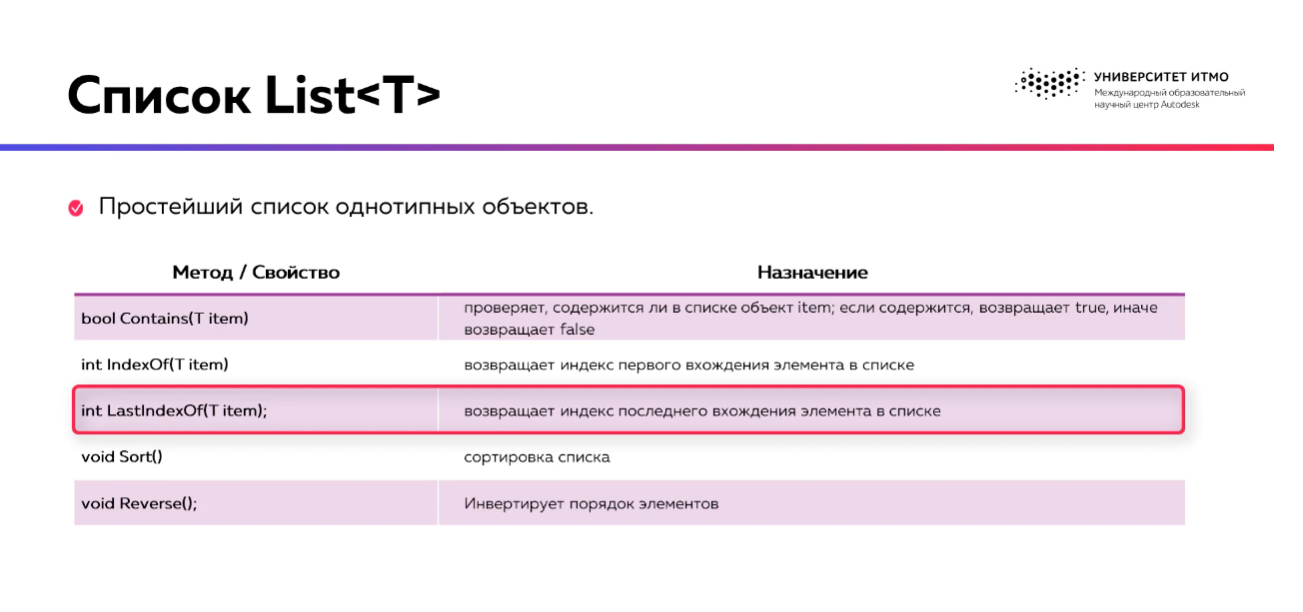 Список List<T>
УНИВЕРСИТЕТ ИТМО
Международный образовательный
научный центр Autodesk
Простейший список однотипных объектов.
Метод / Свойство Назначение
bool Contains(T item) проверяет, содержится ли в списке объект item; если содержится, возвращает true, иначе
возвращает false
int IndexOf(T item) возвращает индекс первого вхождения элемента в списке
int LastIndexOf(T item); возвращает индекс последнего вхождения элемента в списке
void Sort() сортировка списка
void Reverse(); Инвертирует порядок элементов